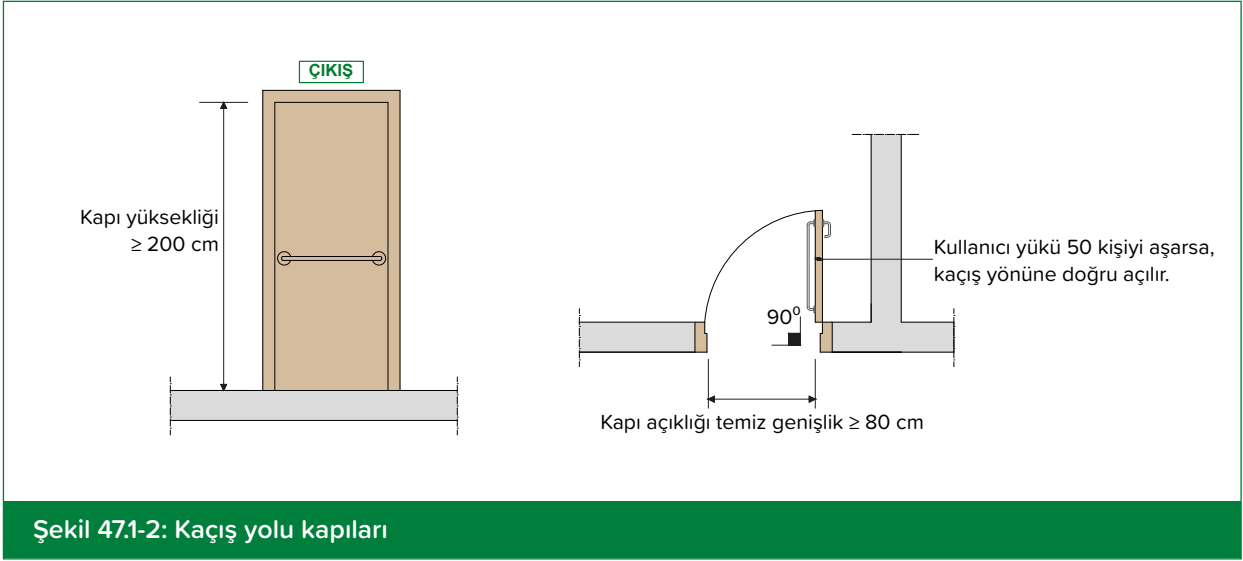 ÇIKIŞ
Kapı yüksekliği
≥ 200 cm
Kullanıcı yükü 50 kişiyi aşarsa,
kaçış yönüne doğru açılır.
90⁰
Kapı açıklığı temiz genişlik ≥ 80 cm
Şekil 47.1-2: Kaçış yolu kapıları